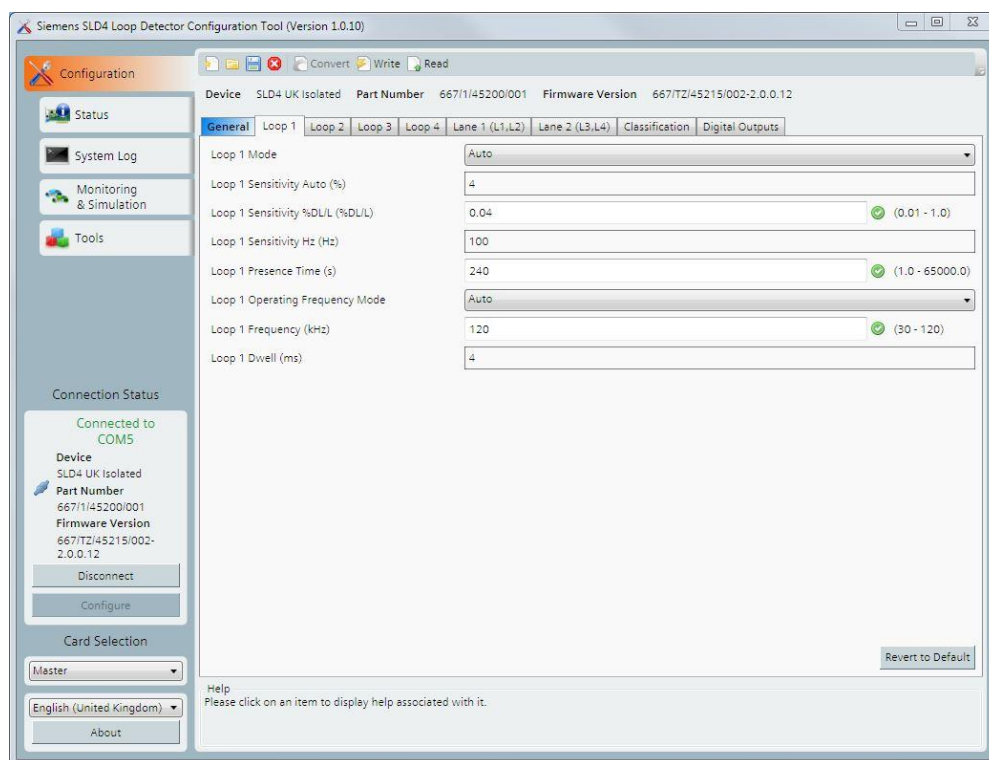 Siemens SLD4 Loop Detector Configuration Tool (Version 1.0.10)
Configuration
Status
System Log
Monitoring
& Simulation
Tools
Connection Status
Connected to
COM5
Device
SLD4 UK Isolated
Part Number
667/1/45200/001
Firmware Version
667/TZ/45215/002-
2.0.0.12
Disconnect
Configure
Card Selection
Master
English (United Kingdom)
About
Convert Write Read
Device SLD4 UK Isolated Part Number 667/1/45200/001 Firmware Version 667/TZ/45215/002-2.0.0.12
General Loop 1 Loop 2 Loop 3 Loop 4 Lane 1 (L1,L2) Lane 2 (L3,L4) Classification Digital Outputs
Loop 1 Mode Auto
Loop 1 Sensitivity Auto (%) 4
Loop 1 Sensitivity %DL/L (%DL/L) 0.04 (0.01 - 1.0)
Loop 1 Sensitivity Hz (Hz) 100
Loop 1 Presence Time (s) 240 (1.0 - 65000.0)
Loop 1 Operating Frequency Mode Auto
Loop 1 Frequency (kHz) 120 (30 - 120)
Loop 1 Dwell (ms) 4
Revert to Default
Help
Please click on an item to display help associated with it.